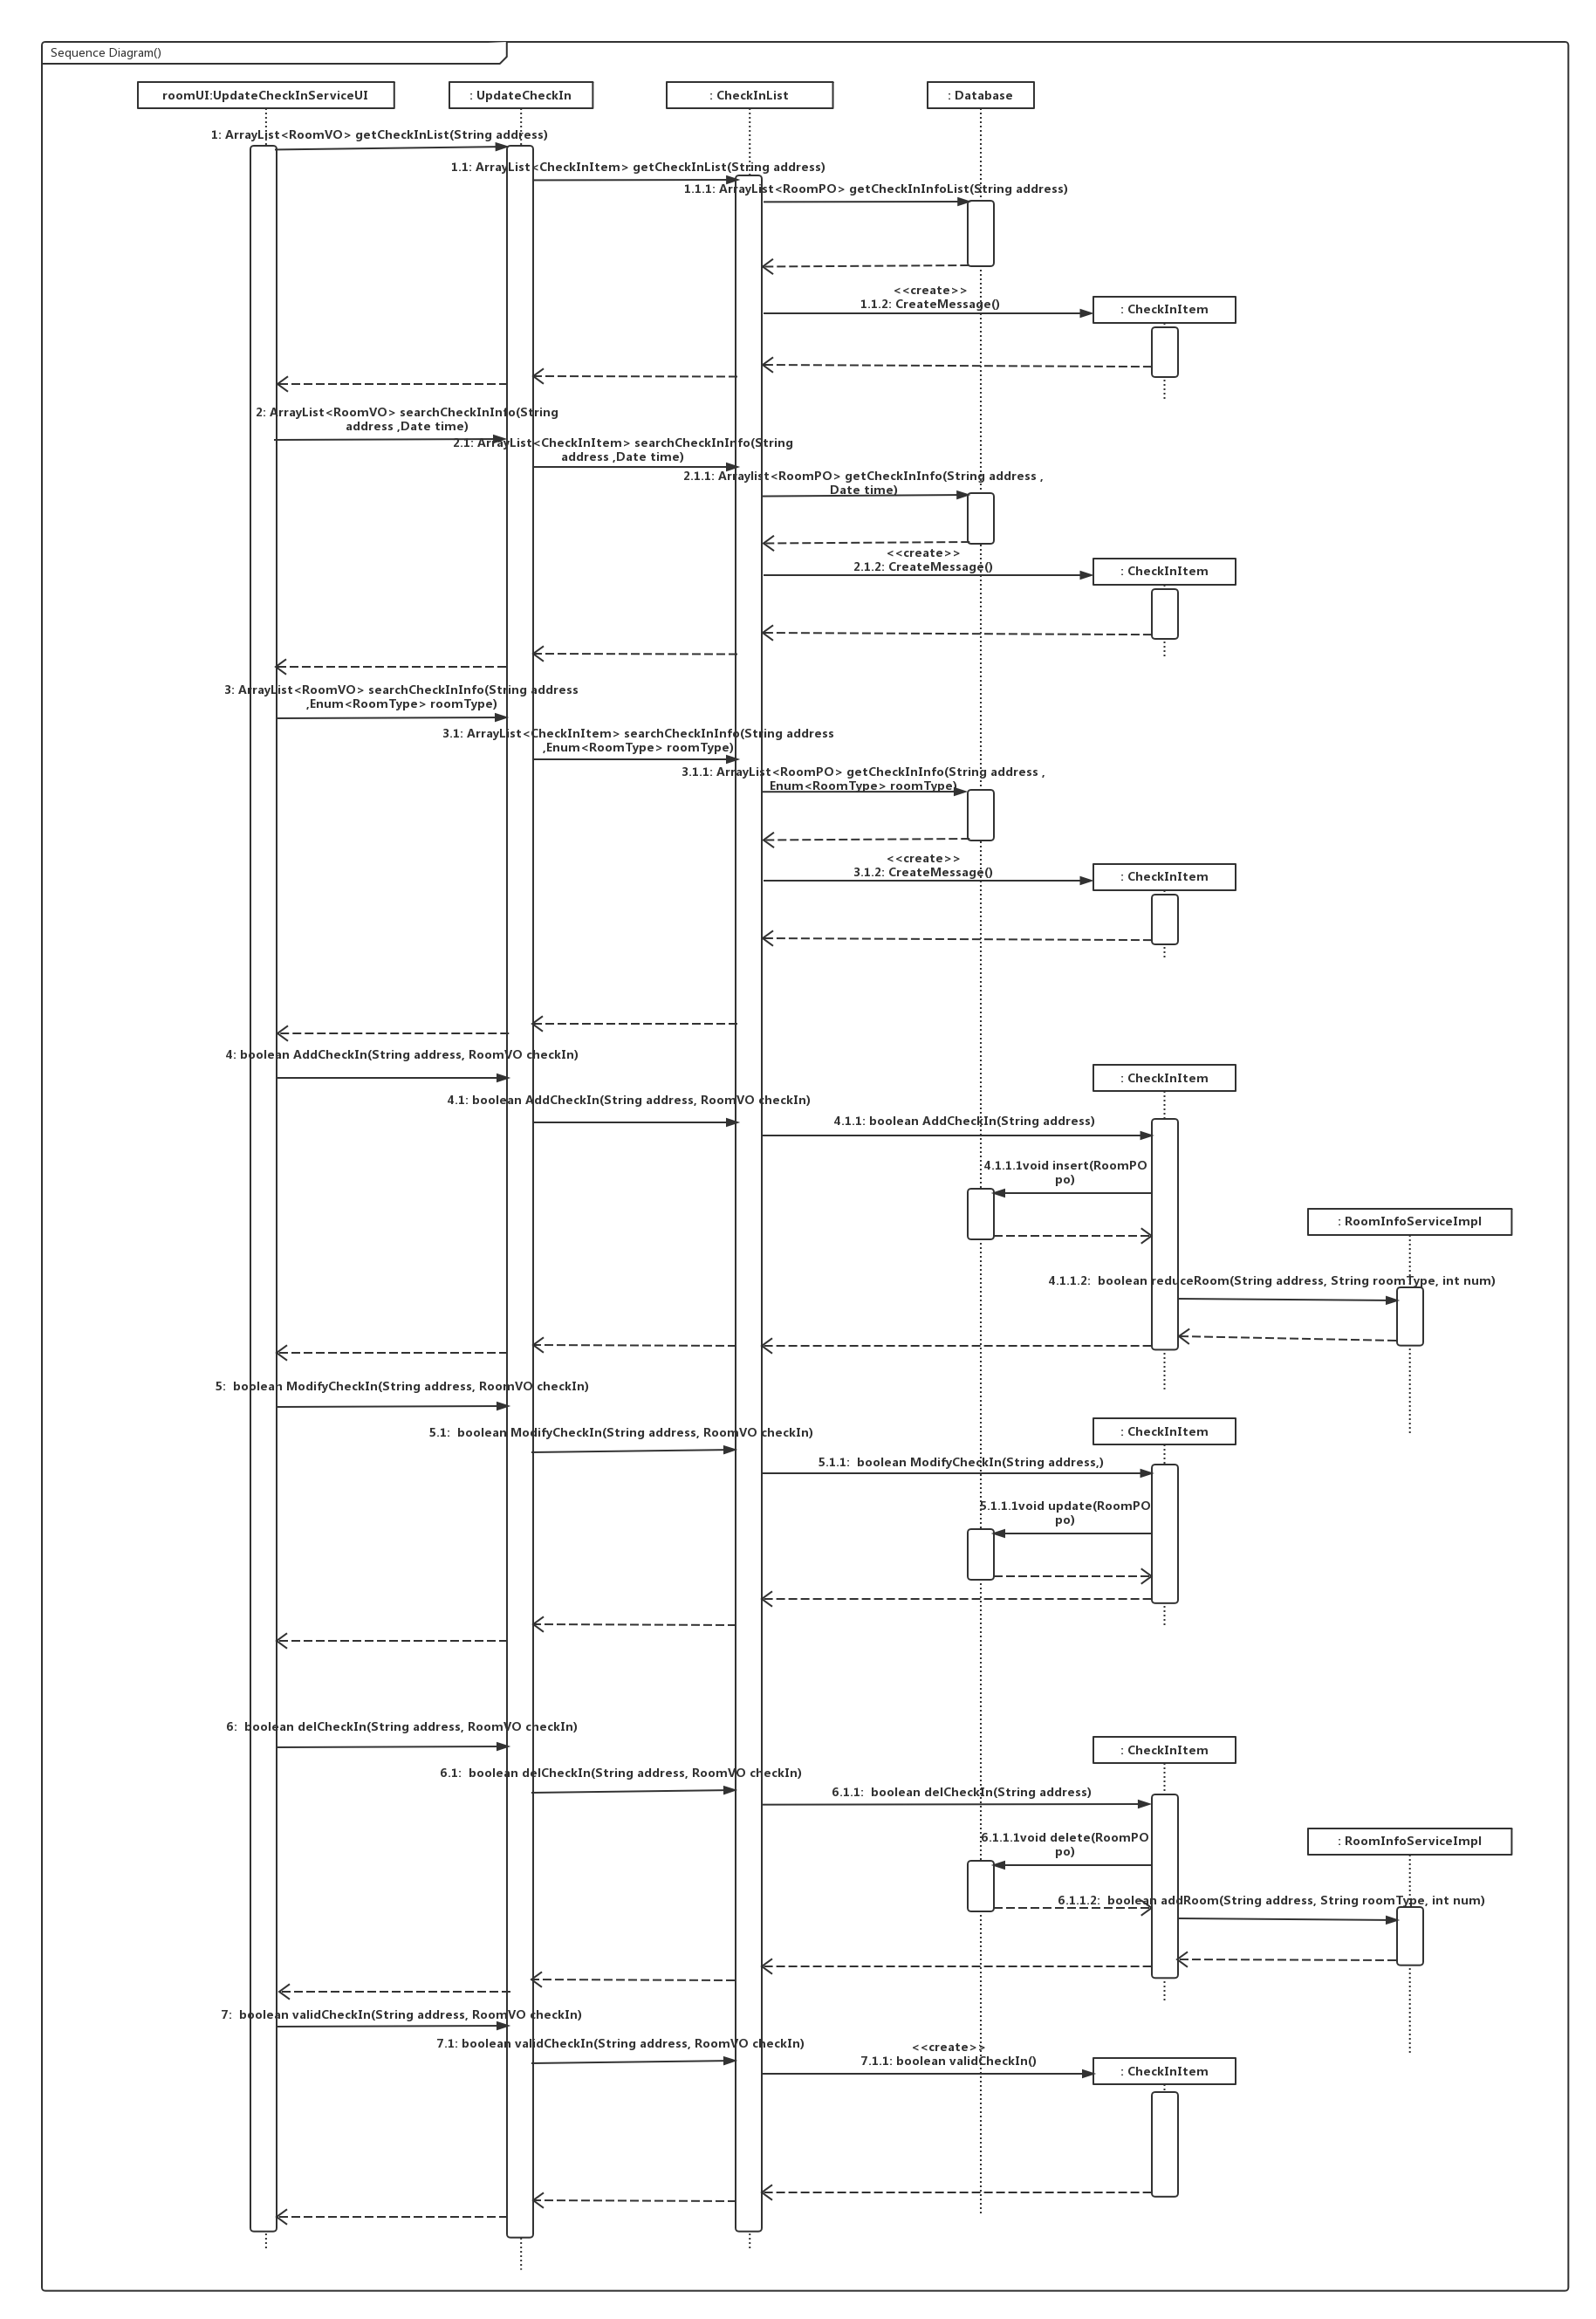 Sequence Diagram()
roomUI:UpdateCheckInServiceUI
: UpdateCheckIn
: CheckInList
: Database
1: ArrayList<RoomVO> getCheckInList(String address)
1.1: ArrayList<CheckInItem> getCheckInList(String address)
1.1.1: ArrayList<RoomPO> getCheckInInfoList(String address)
<<create>>
1.1.2: CreateMessage()
: CheckInItem
2: ArrayList<RoomVO> searchCheckInInfo(String
address ,Date time)
2.1: ArrayList<CheckInItem> searchCheckInInfo(String
address ,Date time)
2.1.1: Arraylist<RoomPO> getCheckInInfo(String address ,
Date time)
<<create>>
2.1.2: CreateMessage()
: CheckInItem
3: ArrayList<RoomVO> searchCheckInInfo(String address
,Enum<RoomType> roomType)
3.1: ArrayList<CheckInItem> searchCheckInInfo(String address
,Enum<RoomType> roomType)
3.1.1: ArrayList<RoomPO> getCheckInInfo(String address ,
Enum<RoomType> roomType)
<<create>>
3.1.2: CreateMessage()
: CheckInItem
4: boolean AddCheckIn(String address, RoomVO checkIn)
: CheckInItem
4.1: boolean AddCheckIn(String address, RoomVO checkIn)
4.1.1: boolean AddCheckIn(String address)
4.1.1.1void insert(RoomPO
po)
: RoomInfoServiceImpl
4.1.1.2:  boolean reduceRoom(String address, String roomType, int num)
5:  boolean ModifyCheckIn(String address, RoomVO checkIn)
: CheckInItem
5.1:  boolean ModifyCheckIn(String address, RoomVO checkIn)
5.1.1:  boolean ModifyCheckIn(String address,)
5.1.1.1void update(RoomPO
po)
6:  boolean delCheckIn(String address, RoomVO checkIn)
: CheckInItem
6.1:  boolean delCheckIn(String address, RoomVO checkIn)
6.1.1:  boolean delCheckIn(String address)
6.1.1.1void delete(RoomPO
po)
: RoomInfoServiceImpl
6.1.1.2:  boolean addRoom(String address, String roomType, int num)
7:  boolean validCheckIn(String address, RoomVO checkIn)
7.1: boolean validCheckIn(String address, RoomVO checkIn)
<<create>>
7.1.1: boolean validCheckIn()
: CheckInItem